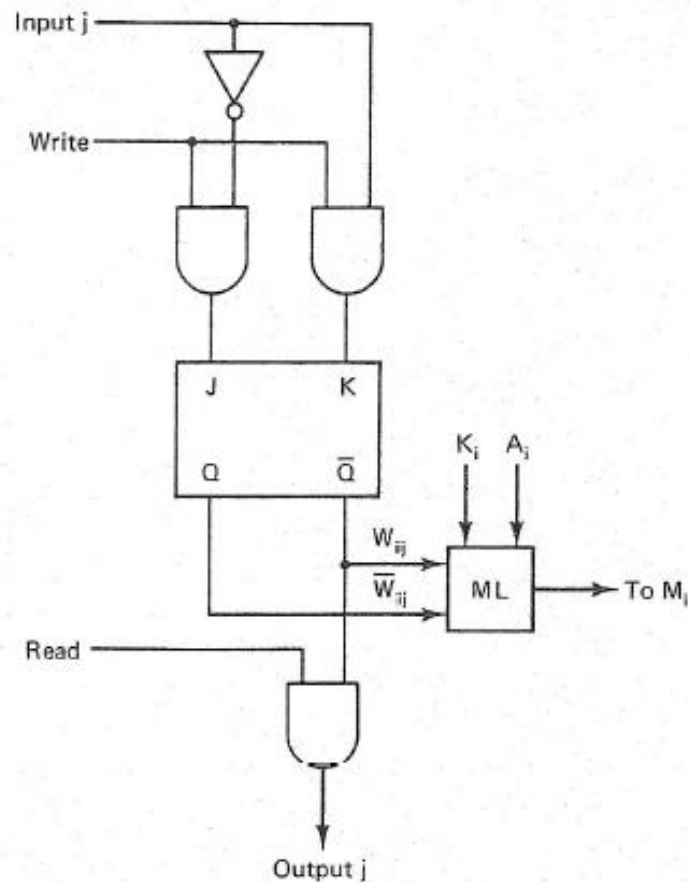 Input j
Write
J K
Q Q̅
K_i A_i
W_ij
W̅_ij
ML
To M_i
Read
Output j